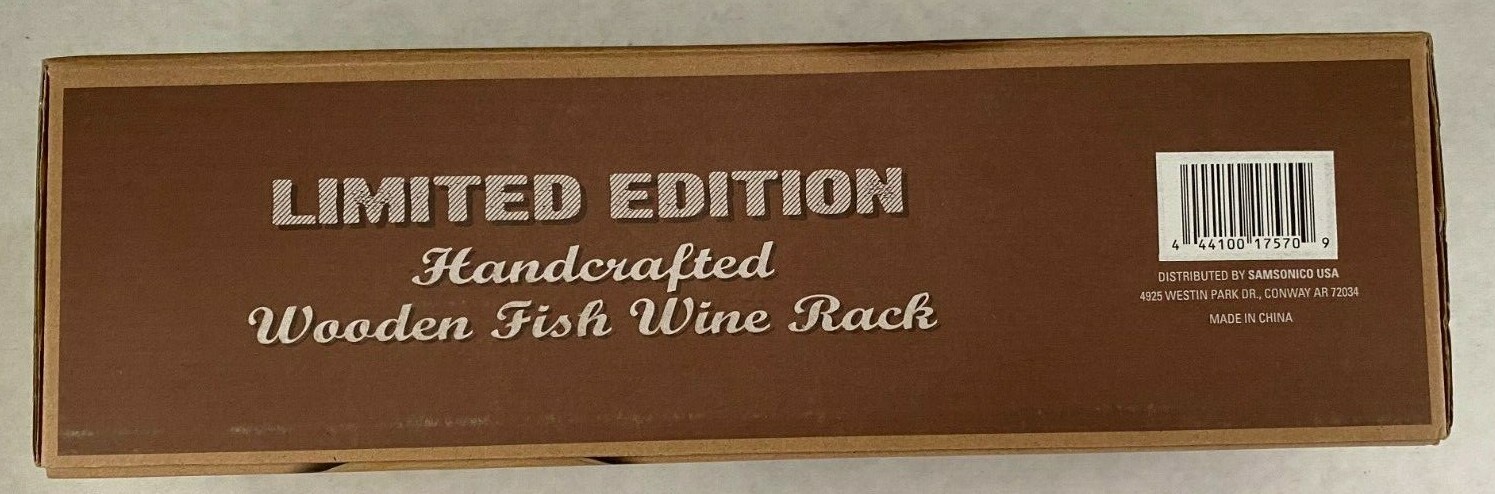 LIMITED EDITION
Handcrafted
Wooden Fish Wine Rack
4 44100 17570 9
DISTRIBUTED BY SAMSONICO USA
4925 WESTIN PARK DR., CONWAY AR 72034
MADE IN CHINA